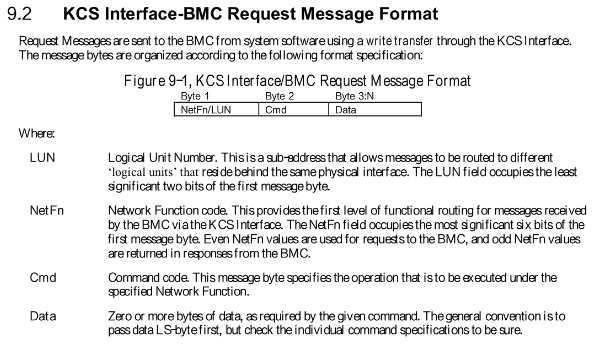 9.2 KCS Interface-BMC Request Message Format
Request Messages are sent to the BMC from system software using a write transfer through the KCS Interface.
The message bytes are organized according to the following format specification:
Figure 9-1, KCS Interface/BMC Request Message Format
Byte 1 Byte 2 Byte 3:N
NetFn/LUN Cmd Data
Where:
LUN Logical Unit Number. This is a sub-address that allows messages to be routed to different
‘logical units’ that reside behind the same physical interface. The LUN field occupies the least
significant two bits of the first message byte.
NetFn Network Function code. This provides the first level of functional routing for messages received
by the BMC via the KCS Interface. The NetFn field occupies the most significant six bits of the
first message byte. Even NetFn values are used for requests to the BMC, and odd NetFn values
are returned in responses from the BMC.
Cmd Command code. This message byte specifies the operation that is to be executed under the
specified Network Function.
Data Zero or more bytes of data, as required by the given command. The general convention is to
pass data LS-byte first, but check the individual command specifications to be sure.